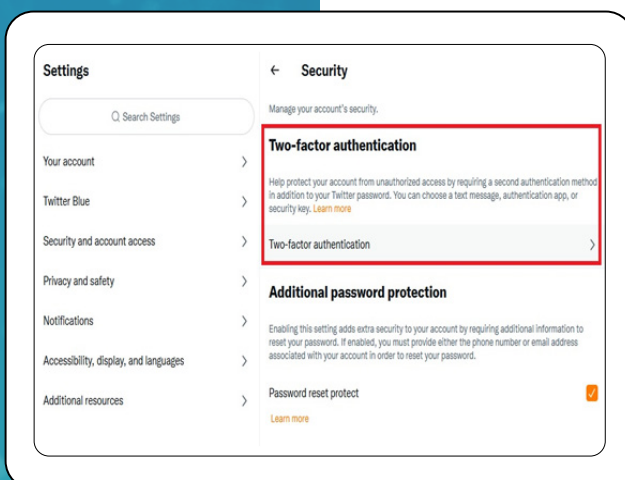 Settings
Search Settings
Your account
Twitter Blue
Security and account access
Privacy and safety
Notifications
Accessibility, display, and languages
Additional resources
Security
Manage your account's security.
Two-factor authentication
Help protect your account from unauthorized access by requiring a second authentication method
in addition to your Twitter password. You can choose a text message, authentication app, or
security key. Learn more
Two-factor authentication
Additional password protection
Enabling this setting adds extra security to your account by requiring additional information to
reset your password. If enabled, you must provide either the phone number or email address
associated with your account in order to reset your password.
Password reset protect
Learn more